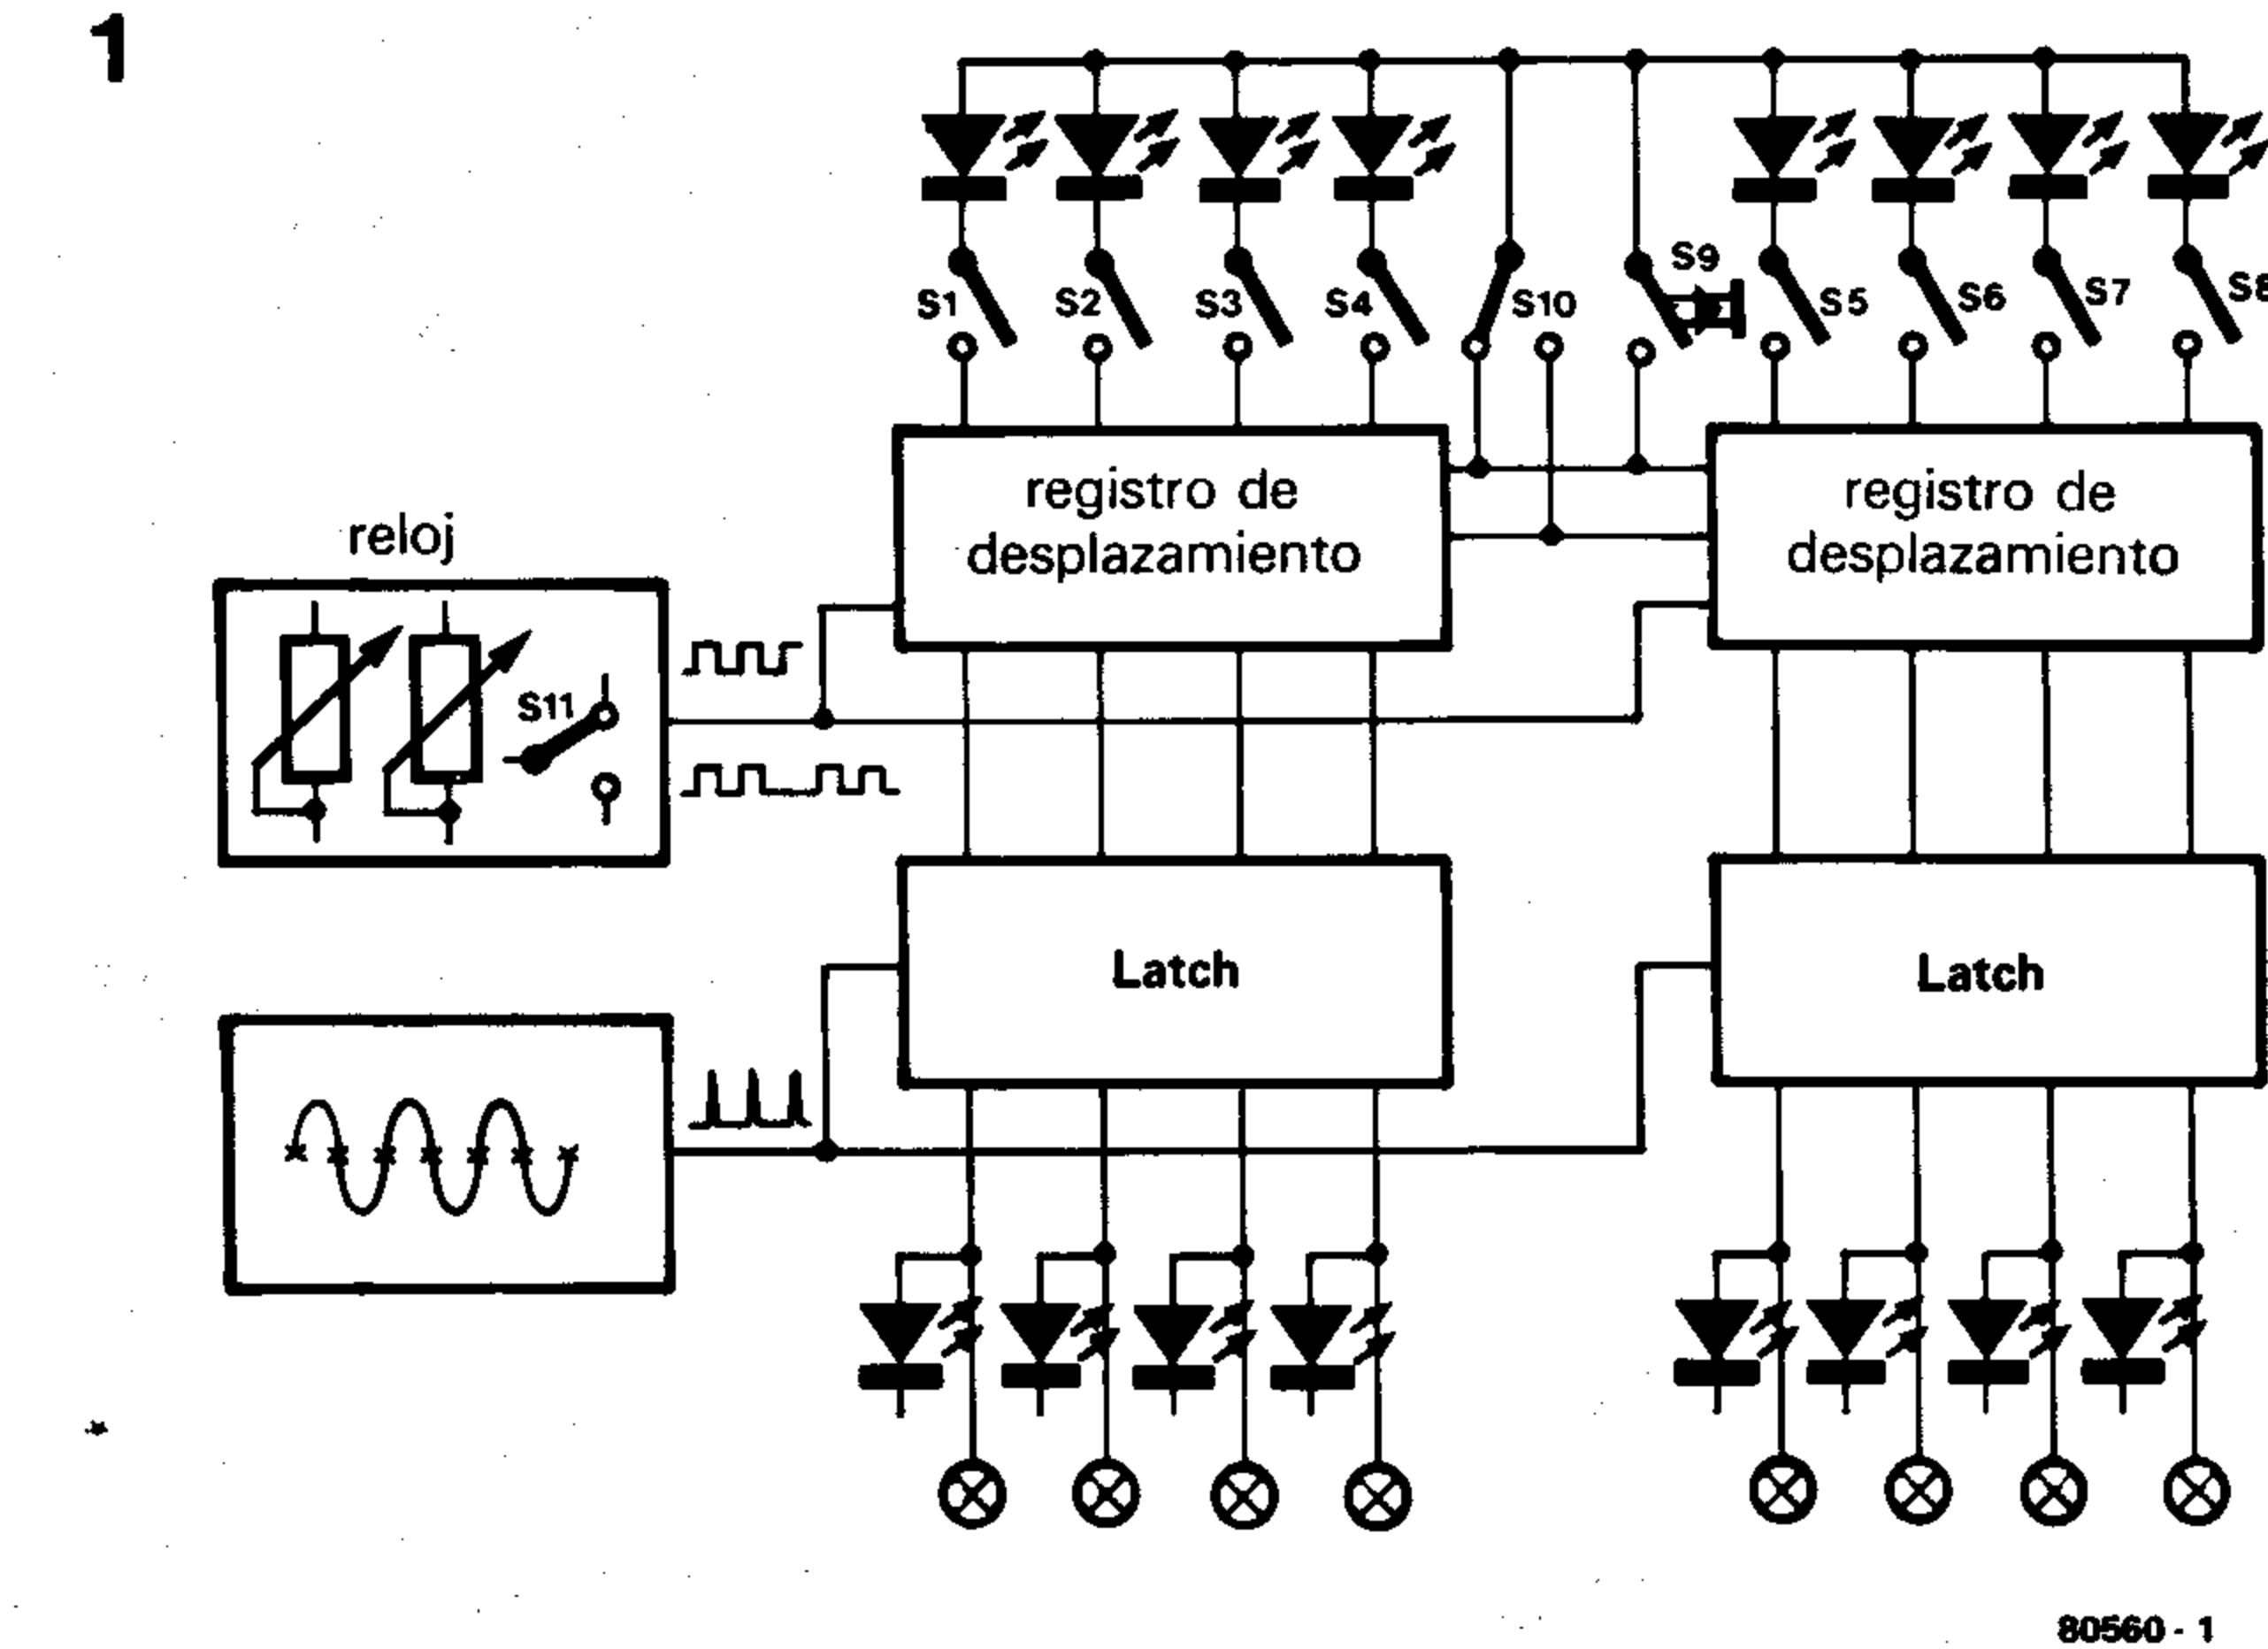 1
S1
S2
S3
S4
S10
S9
S5
S6
S7
S8
registro de
desplazamiento
registro de
desplazamiento
reloj
S11
Latch
Latch
80560 - 1